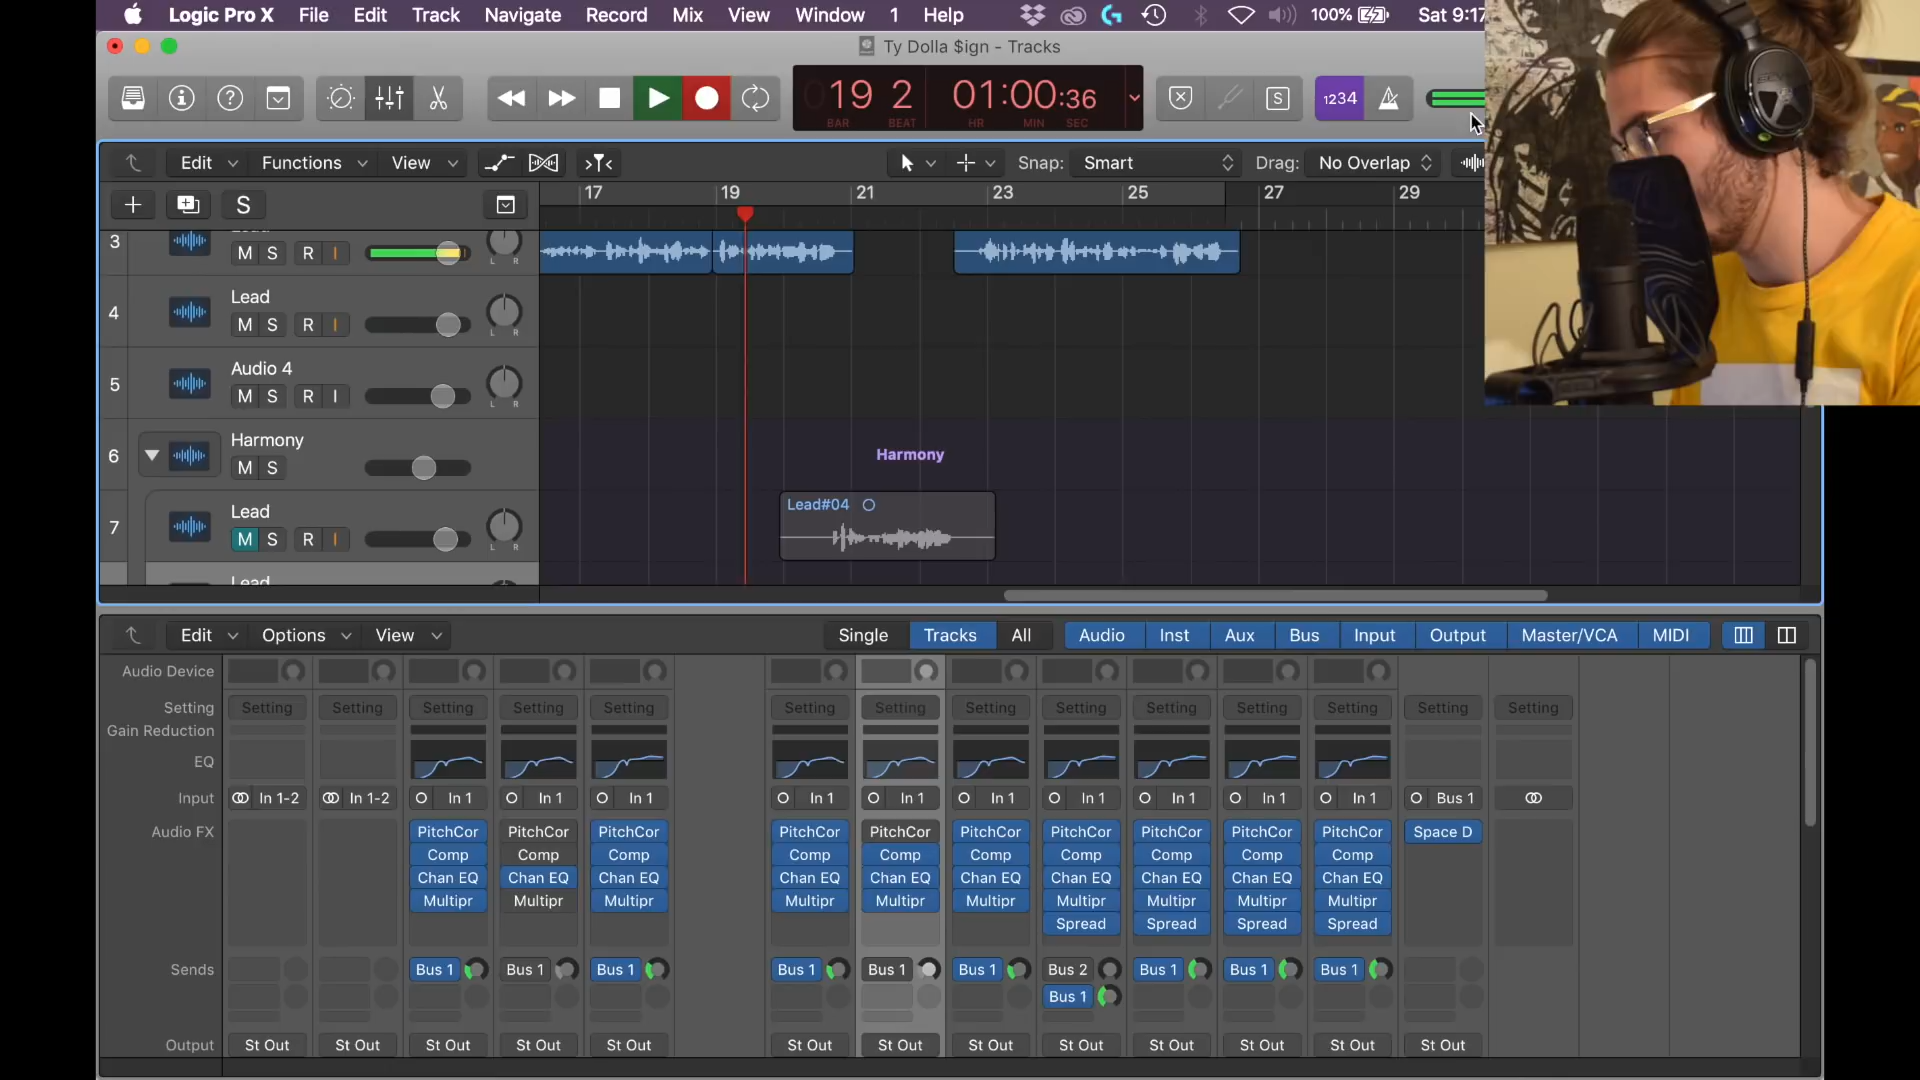 Logic Pro X File Edit Track Navigate Record Mix View Window 1 Help 100% Sat 9:17
Ty Dolla $ign - Tracks
19 2 01:00:36 1234
BAR BEAT HR MIN SEC
Edit Functions View Snap: Smart Drag: No Overlap
S 17 19 21 23 25 27 29
3 M S R I L R
4 Lead M S R I L R
5 Audio 4 M S R I L R
6 Harmony M S Harmony
7 Lead M S R I L R Lead#04
Lead
Edit Options View Single Tracks All Audio Inst Aux Bus Input Output Master/VCA MIDI
Audio Device
Setting Setting Setting Setting Setting Setting Setting Setting Setting Setting Setting Setting Setting Setting Setting
Gain Reduction
EQ
Input In 1-2 In 1-2 In 1 In 1 In 1 In 1 In 1 In 1 In 1 In 1 In 1 In 1 Bus 1
Audio FX PitchCor PitchCor PitchCor PitchCor PitchCor PitchCor PitchCor PitchCor PitchCor PitchCor Space D
Comp Comp Comp Comp Comp Comp Comp Comp Comp Comp
Chan EQ Chan EQ Chan EQ Chan EQ Chan EQ Chan EQ Chan EQ Chan EQ Chan EQ Chan EQ
Multipr Multipr Multipr Multipr Multipr Multipr Multipr Multipr Multipr Multipr
Spread Spread Spread Spread
Sends Bus 1 Bus 1 Bus 1 Bus 1 Bus 1 Bus 1 Bus 2 Bus 1 Bus 1 Bus 1
Bus 1
Output St Out St Out St Out St Out St Out St Out St Out St Out St Out St Out St Out St Out St Out